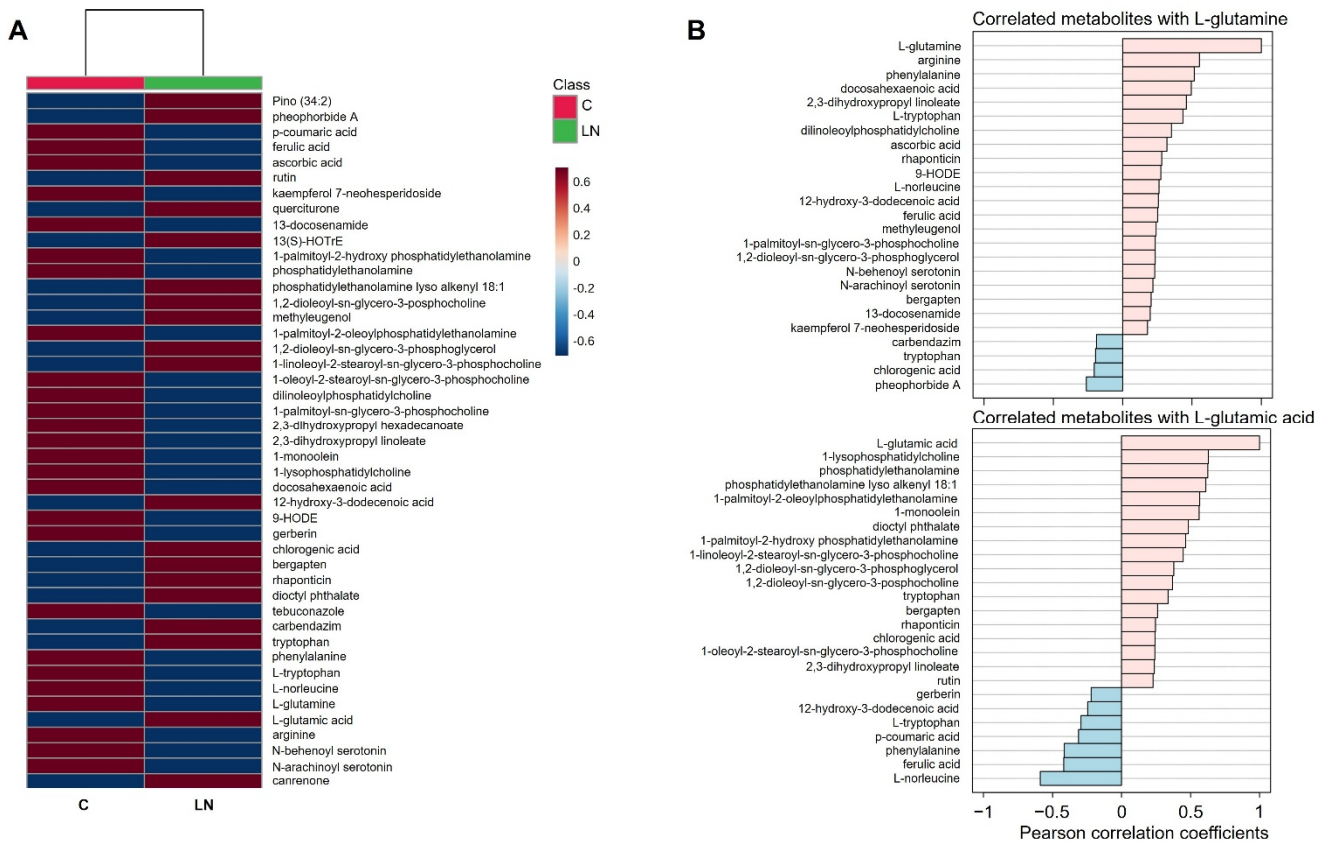 A
Class
C
LN
0.6
0.4
0.2
0
-0.2
-0.4
-0.6
Pino (34:2)
pheophorbide A
p-coumaric acid
ferulic acid
ascorbic acid
rutin
kaempferol 7-neohesperidoside
querciturone
13-docosenamide
13(S)-HOTrE
1-palmitoyl-2-hydroxy phosphatidylethanolamine
phosphatidylethanolamine
phosphatidylethanolamine lyso alkenyl 18:1
1,2-dioleoyl-sn-glycero-3-posphocholine
methyleugenol
1-palmitoyl-2-oleoylphosphatidylethanolamine
1,2-dioleoyl-sn-glycero-3-phosphoglycerol
1-linoleoyl-2-stearoyl-sn-glycero-3-phosphocholine
1-oleoyl-2-stearoyl-sn-glycero-3-phosphocholine
dilinoleoylphosphatidylcholine
1-palmitoyl-sn-glycero-3-phosphocholine
2,3-dlhydroxypropyl hexadecanoate
2,3-dlhydroxypropyl linoleate
1-monoolein
1-lysophosphatidylcholine
docosahexaenoic acid
12-hydroxy-3-dodecenoic acid
9-HODE
gerberin
chlorogenic acid
bergapten
rhaponticin
dioctyl phthalate
tebuconazole
carbendazim
tryptophan
phenylalanine
L-tryptophan
L-norleucine
L-glutamine
L-glutamic acid
arginine
N-behenoyl serotonin
N-arachinoyl serotonin
canrenone
C
LN
B
Correlated metabolites with L-glutamine
L-glutamine
arginine
phenylalanine
docosahexaenoic acid
2,3-dihydroxypropyl linoleate
L-tryptophan
dilinoleoylphosphatidylcholine
ascorbic acid
rhaponticin
9-HODE
L-norleucine
12-hydroxy-3-dodecenoic acid
ferulic acid
methyleugenol
1-palmitoyl-sn-glycero-3-phosphocholine
1,2-dioleoyl-sn-glycero-3-phosphoglycerol
N-behenoyl serotonin
N-arachinoyl serotonin
bergapten
13-docosenamide
kaempferol 7-neohesperidoside
carbendazim
tryptophan
chlorogenic acid
pheophorbide A
Correlated metabolites with L-glutamic acid
L-glutamic acid
1-lysophosphatidylcholine
phosphatidylethanolamine
phosphatidylethanolamine lyso alkenyl 18:1
1-palmitoyl-2-oleoylphosphatidylethanolamine
1-monoolein
dioctyl phthalate
1-palmitoyl-2-hydroxy phosphatidylethanolamine
1-linoleoyl-2-stearoyl-sn-glycero-3-phosphocholine
1,2-dioleoyl-sn-glycero-3-phosphoglycerol
1,2-dioleoyl-sn-glycero-3-posphocholine
tryptophan
bergapten
rhaponticin
chlorogenic acid
1-oleoyl-2-stearoyl-sn-glycero-3-phosphocholine
2,3-dihydroxypropyl linoleate
rutin
gerberin
12-hydroxy-3-dodecenoic acid
L-tryptophan
p-coumaric acid
phenylalanine
ferulic acid
L-norleucine
−1 −0.5 0 0.5 1
Pearson correlation coefficients